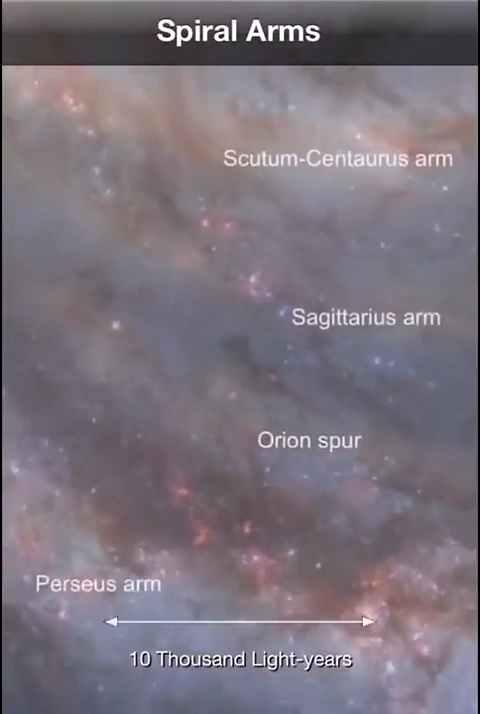 Spiral Arms
Scutum-Centaurus arm
Sagittarius arm
Orion spur
Perseus arm
10 Thousand Light-years